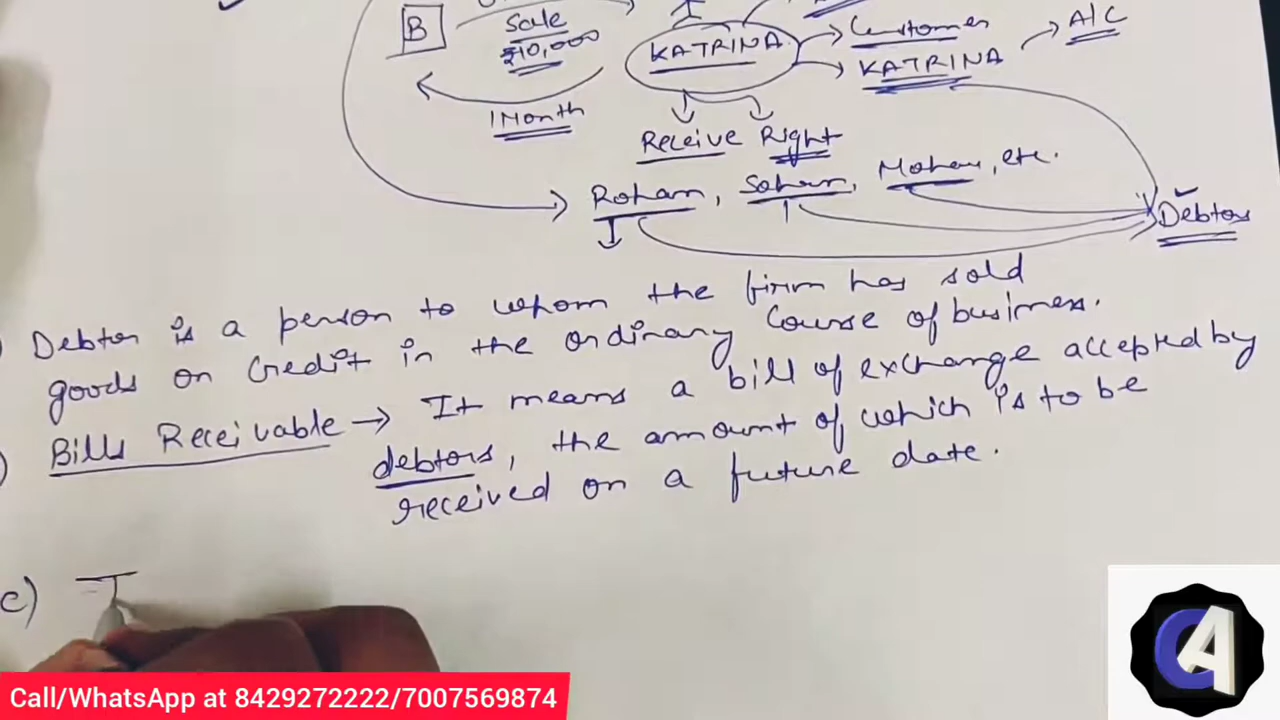 B
Sale
₹10,000
KATRINA
Customer
KATRINA
A/C
1 Month
Receive Right
Roham, Soham, Mohan, etc.
Debtors
Debtor is a person to whom the firm has sold
goods on Credit in the ordinary Course of business.
Bills Receivable → It means a bill of exchange accepted by
debtors, the amount of which is to be
received on a future date.
c) T
CA
Call/WhatsApp at 8429272222/7007569874